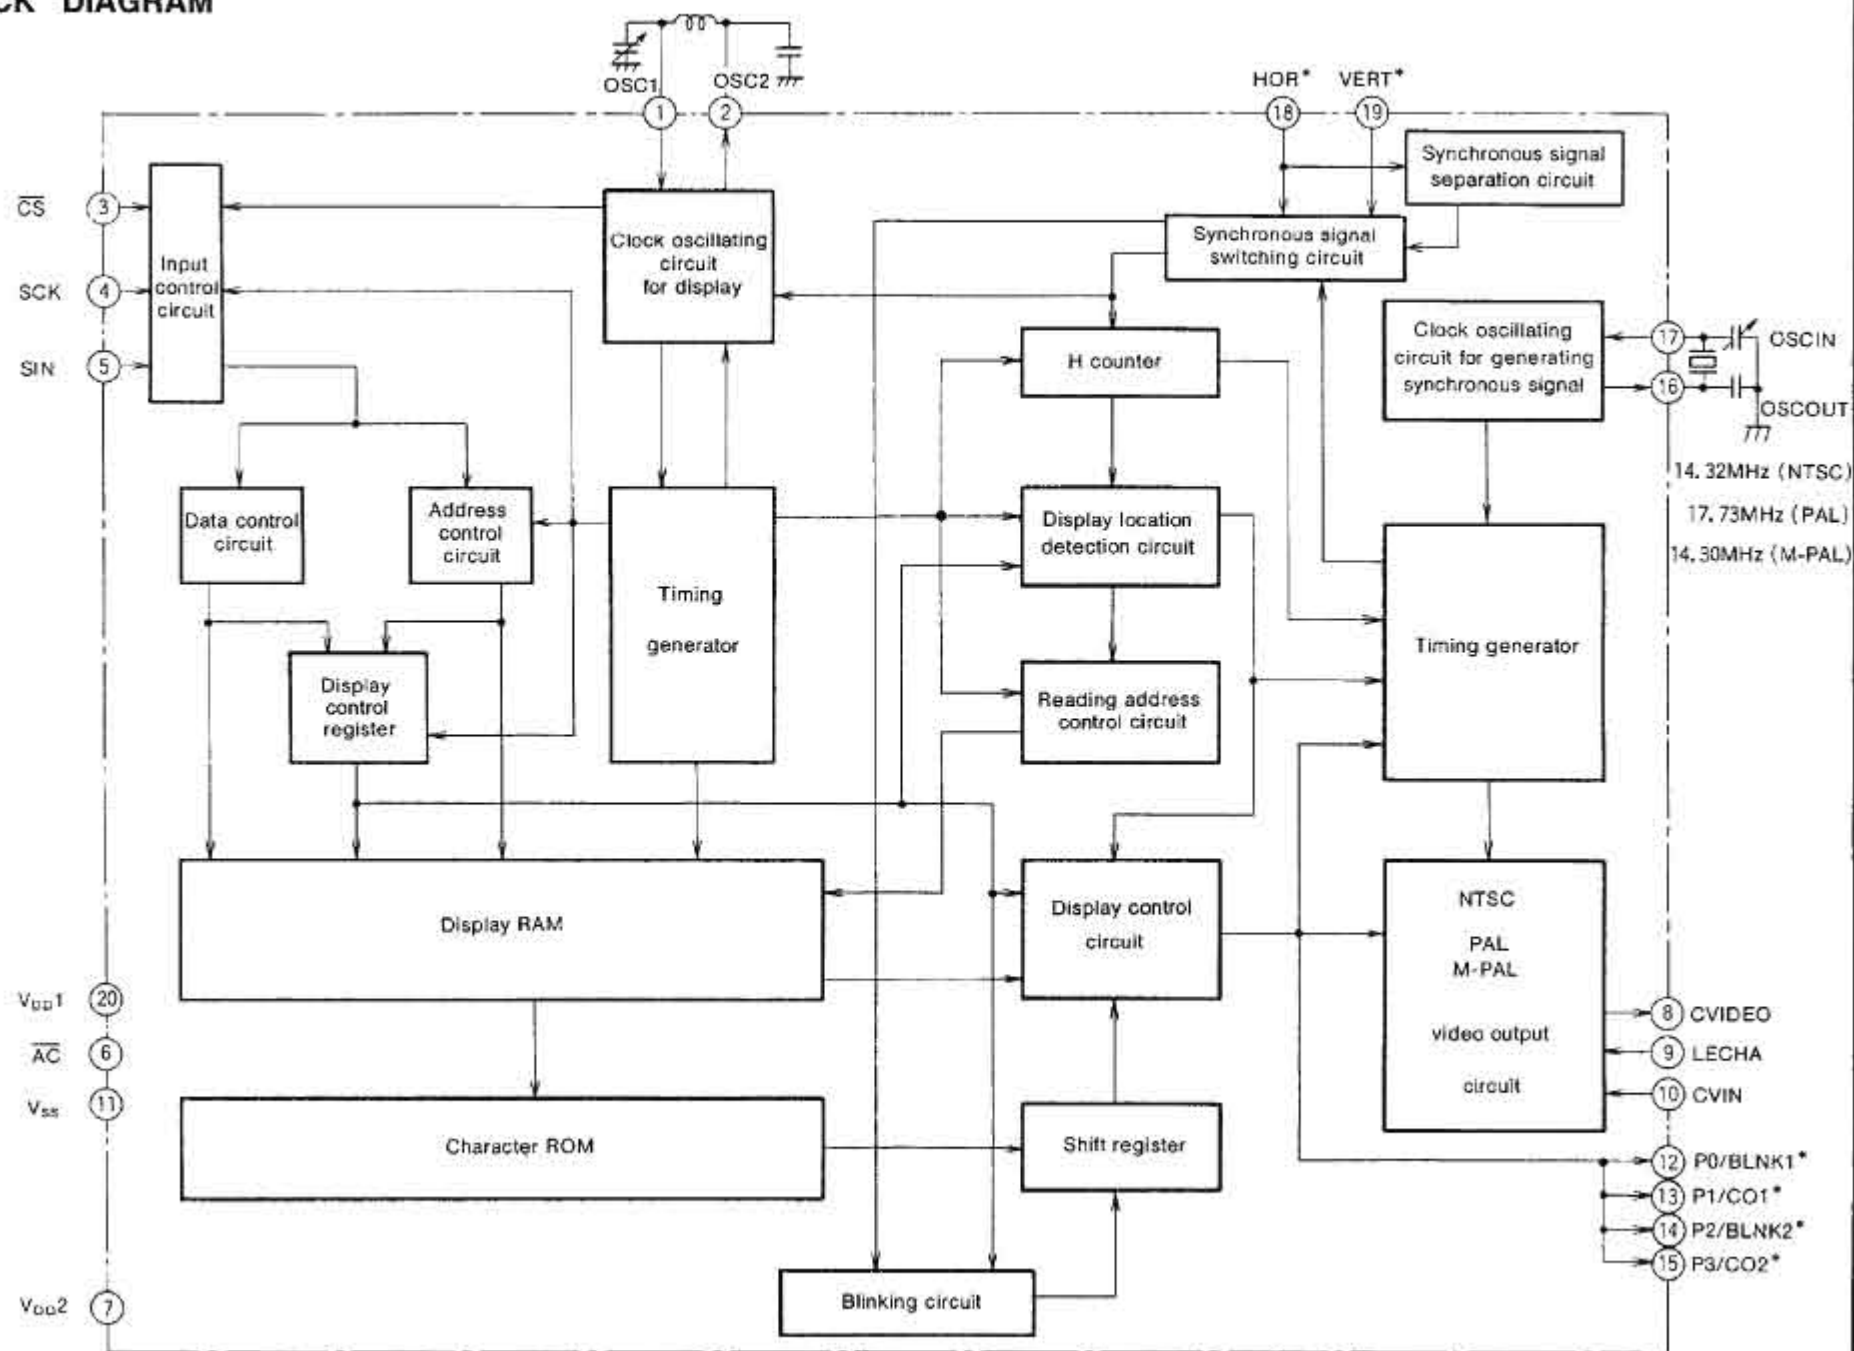 CK DIAGRAM
OSC1
OSC2
HOR*
VERT*
1
2
18
19
Synchronous signal
separation circuit
CS
3
SCK
4
SIN
5
Input
control
circuit
Clock oscillating
circuit
for display
Synchronous signal
switching circuit
H counter
Clock oscillating
circuit for generating
synchronous signal
17
OSCIN
16
OSCOUT
14.32MHz (NTSC)
17.73MHz (PAL)
14.30MHz (M-PAL)
Data control
circuit
Address
control
circuit
Timing
generator
Display location
detection circuit
Timing generator
Display
control
register
Reading address
control circuit
Display RAM
Display control
circuit
NTSC
PAL
M-PAL
video output
circuit
VDD1
20
AC
6
VSS
11
8
CVIDEO
9
LECHA
10
CVIN
Character ROM
Shift register
12
P0/BLNK1*
13
P1/CO1*
14
P2/BLNK2*
15
P3/CO2*
Blinking circuit
VDD2
7